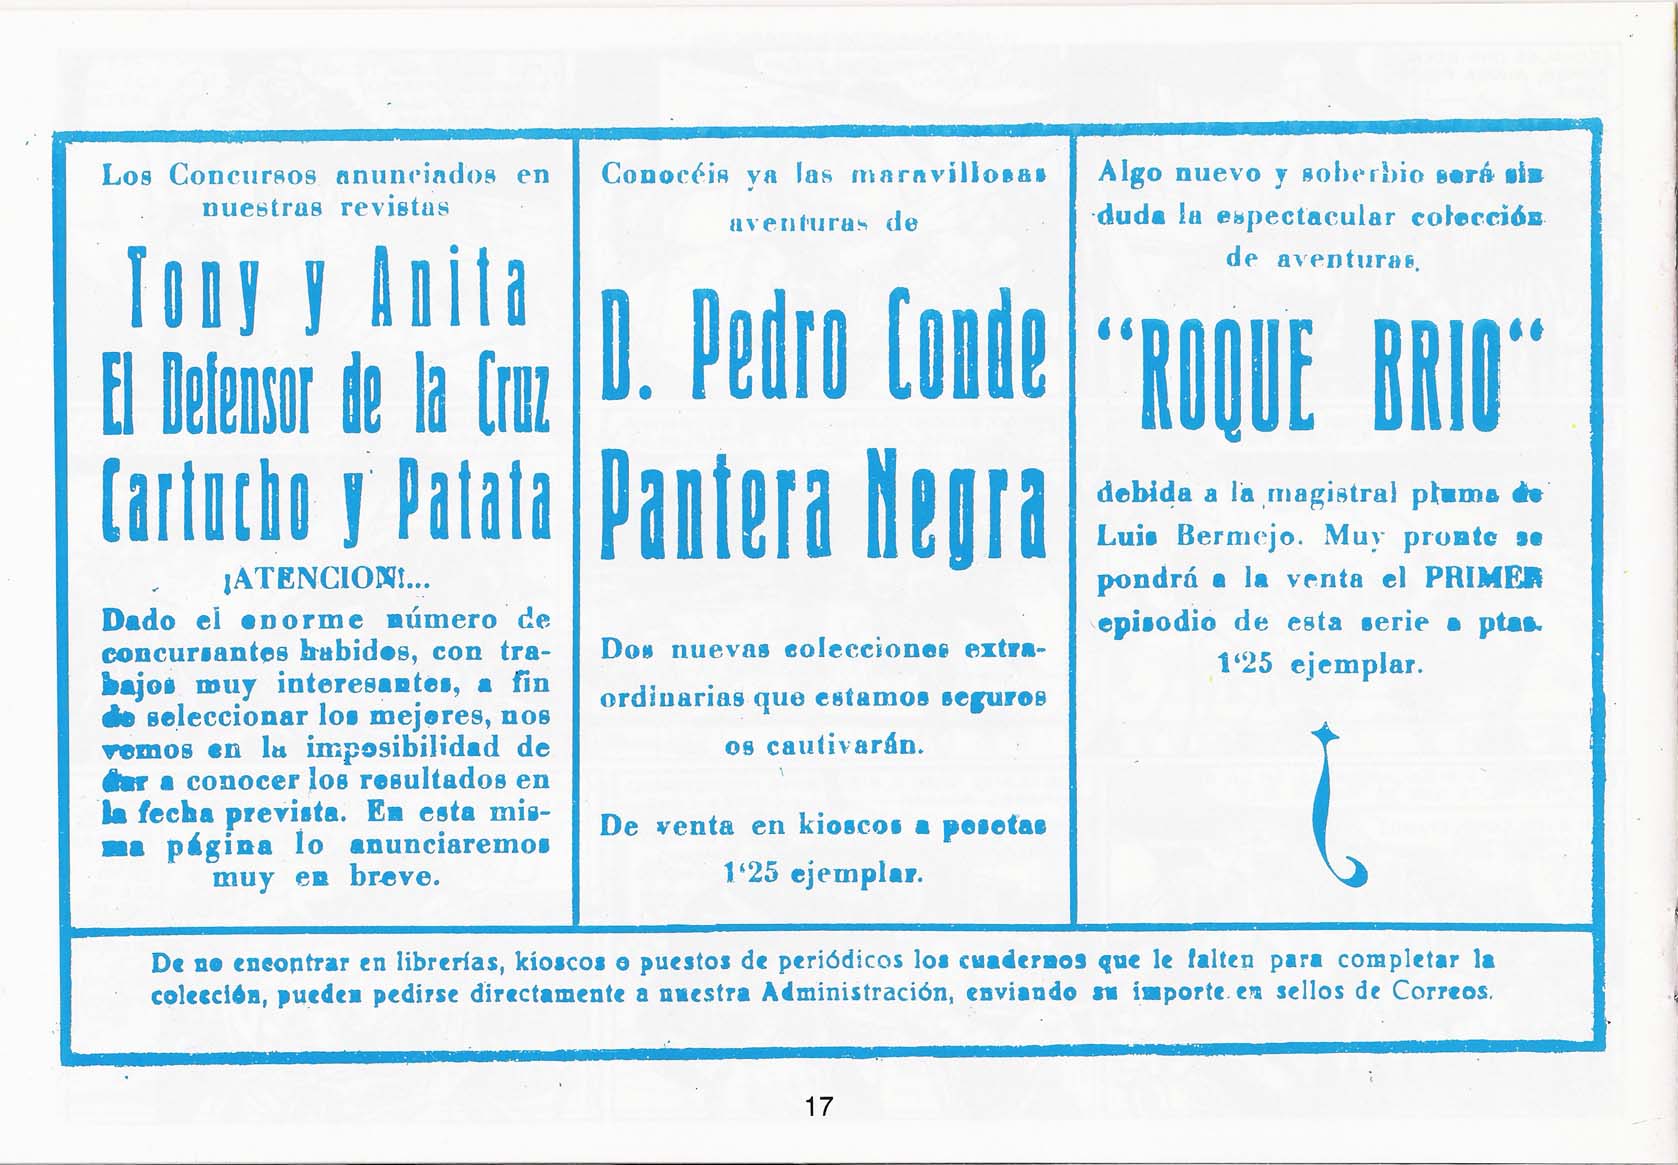 Los Concursos anunciados en
nuestras revistas
Tony y Anita
El Defensor de la Cruz
Cartucho y Patata
¡ATENCION!...
Dado el enorme número de
concursantes habidos, con tra-
bajos muy interesantes, a fin
de seleccionar los mejores, nos
vemos en la imposibilidad de
dar a conocer los resultados en
la fecha prevista. En esta mis-
ma página lo anunciaremos
muy en breve.
Conocéis ya las maravillosas
aventuras de
D. Pedro Conde
Pantera Negra
Dos nuevas colecciones extra-
ordinarias que estamos seguros
os cautivarán.
De venta en kioscos a pesetas
1‘25 ejemplar.
Algo nuevo y soberbio será sin
duda la espectacular colección
de aventuras.
“ROQUE BRIO“
debida a la magistral pluma de
Luis Bermejo. Muy pronto se
pondrá a la venta el PRIMER
episodio de esta serie a ptas.
1‘25 ejemplar.
De no encontrar en librerías, kioscos o puestos de periódicos los cuadernos que le falten para completar la
colección, pueden pedirse directamente a nuestra Administración, enviando su importe en sellos de Correos.
17